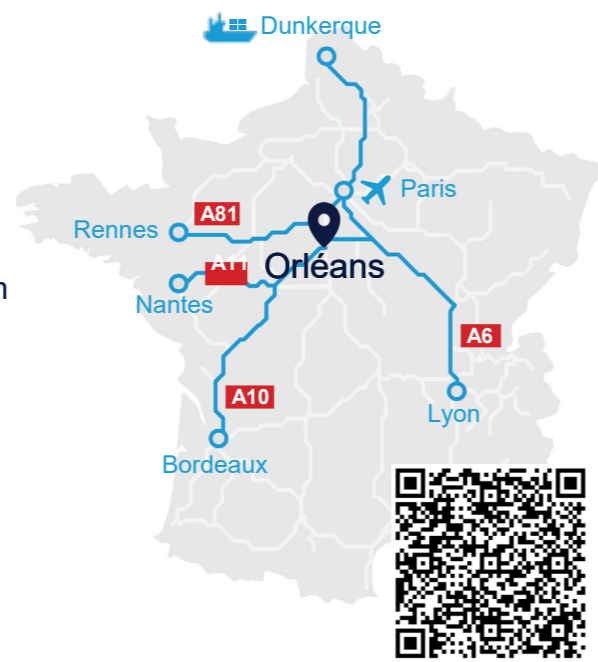 Dunkerque
Paris
A81
Rennes
A11
Orléans
n
Nantes
A6
A10
Lyon
Bordeaux